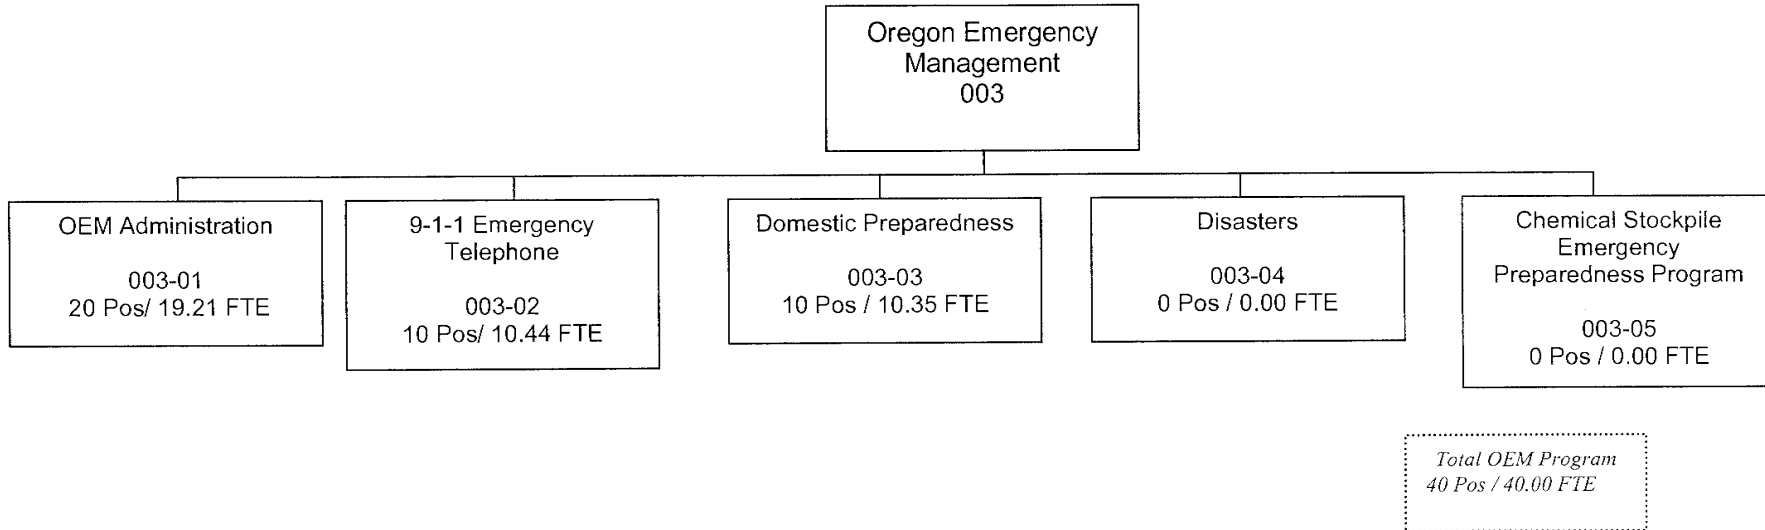 Oregon Emergency
Management
003
OEM Administration
003-01
20 Pos/ 19.21 FTE
9-1-1 Emergency
Telephone
003-02
10 Pos/ 10.44 FTE
Domestic Preparedness
003-03
10 Pos / 10.35 FTE
Disasters
003-04
0 Pos / 0.00 FTE
Chemical Stockpile
Emergency
Preparedness Program
003-05
0 Pos / 0.00 FTE
Total OEM Program
40 Pos / 40.00 FTE